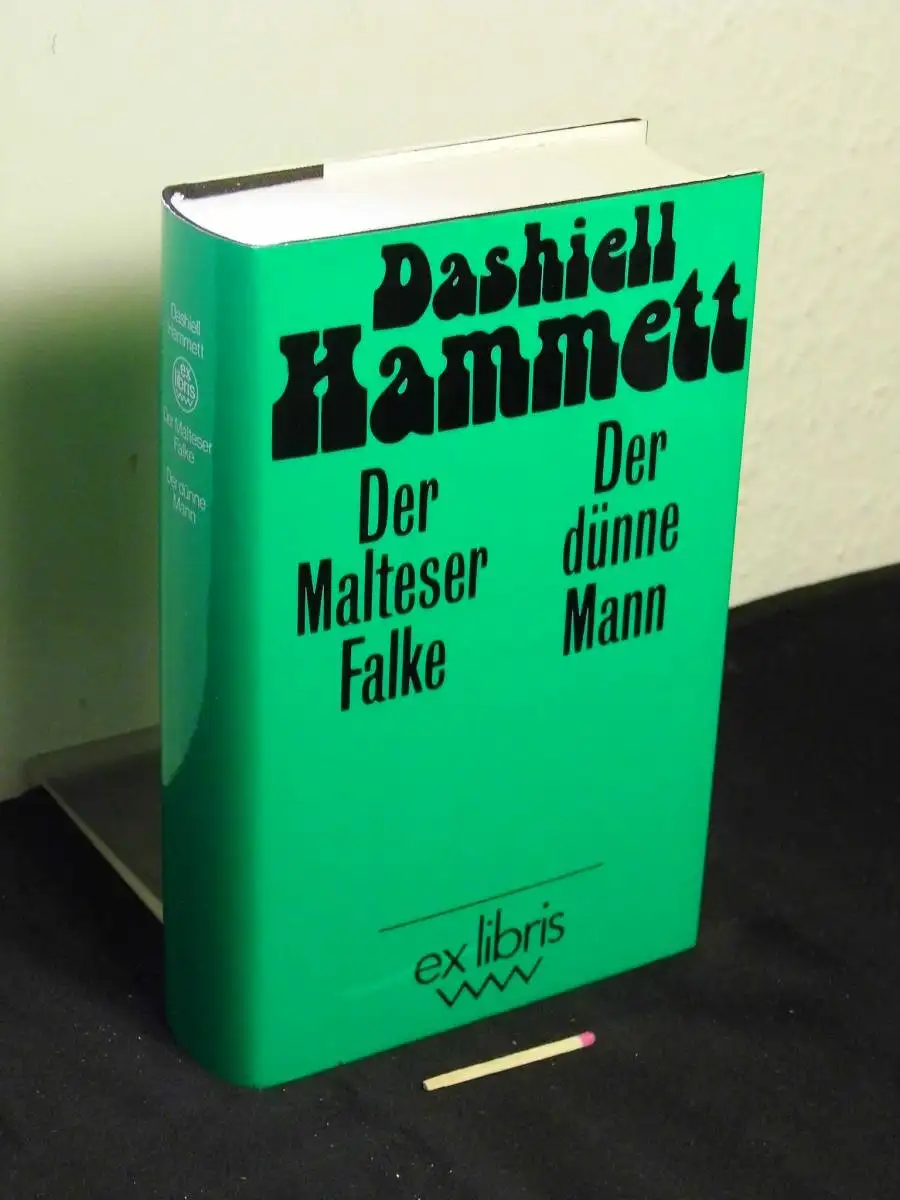 Dashiell
Hammett
Der
Malteser
Falke
Der
dünne
Mann
ex libris
Dashiell
Hammett
ex
libris
Der Malteser
Falke
Der dünne
Mann